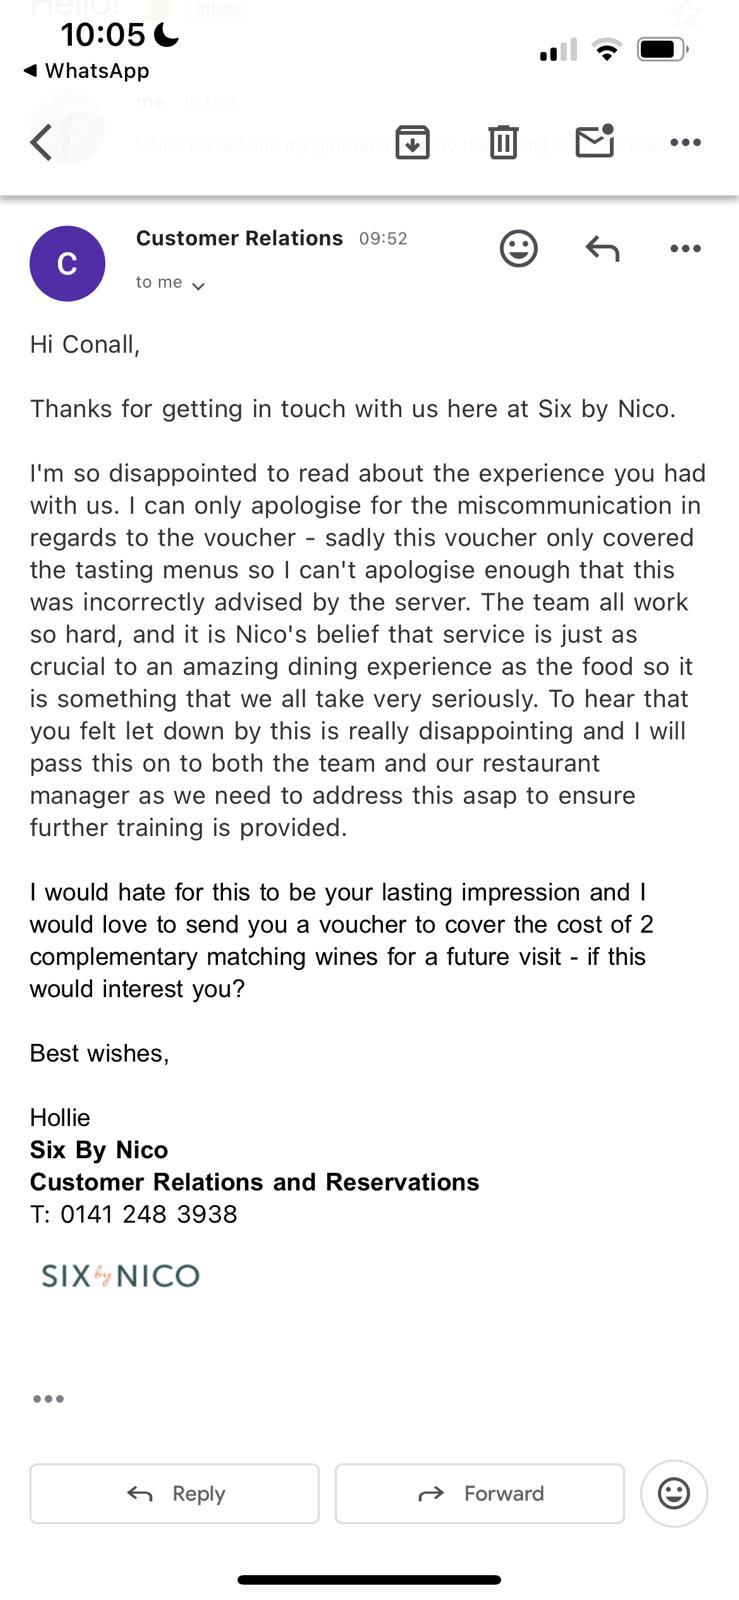 Hello!
Inbox
10:05
WhatsApp
me 16 Mar
Hello! Myself and my girlfriend
to the
Customer Relations 09:52
C
to me
Hi Conall,
Thanks for getting in touch with us here at Six by Nico.
I'm so disappointed to read about the experience you had
with us. I can only apologise for the miscommunication in
regards to the voucher - sadly this voucher only covered
the tasting menus so I can't apologise enough that this
was incorrectly advised by the server. The team all work
so hard, and it is Nico's belief that service is just as
crucial to an amazing dining experience as the food so it
is something that we all take very seriously. To hear that
you felt let down by this is really disappointing and I will
pass this on to both the team and our restaurant
manager as we need to address this asap to ensure
further training is provided.
I would hate for this to be your lasting impression and I
would love to send you a voucher to cover the cost of 2
complementary matching wines for a future visit - if this
would interest you?
Best wishes,
Hollie
Six By Nico
Customer Relations and Reservations
T: 0141 248 3938
SIX by NICO
Reply
Forward